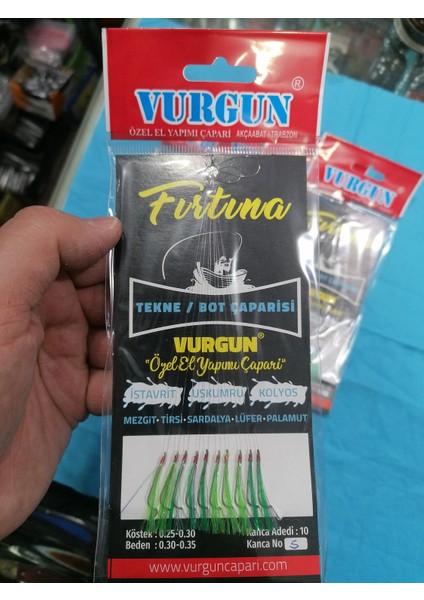 VURGUN®
ÖZEL EL YAPIMI ÇAPARİ AKÇAABAT-TRABZON
Fırtına
TEKNE / BOT ÇAPARİSİ
VURGUN®
"Özel El Yapımı Çapari"
İSTAVRİT USKUMRU KOLYOS
MEZGİT-TİRSİ-SARDALYA-LÜFER-PALAMUT
Köstek : 0.25-0.30 Kanca Adedi : 10
Beden : 0.30-0.35 Kanca No S
www.vurguncapari.com
VURGUN